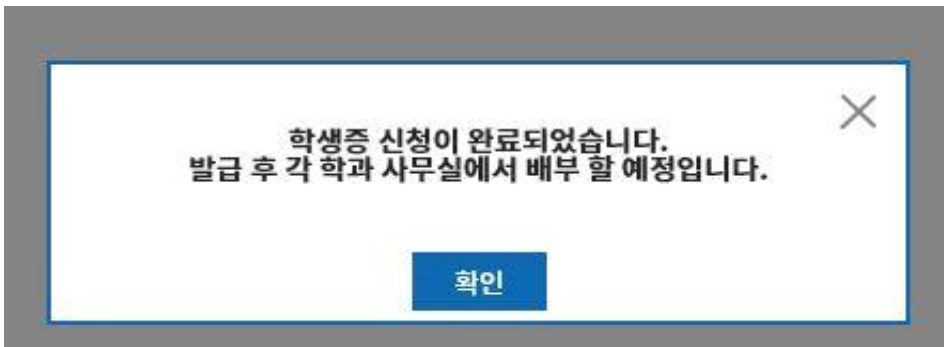 학생증 신청이 완료되었습니다.
발급 후 각 학과 사무실에서 배부 할 예정입니다.
확인